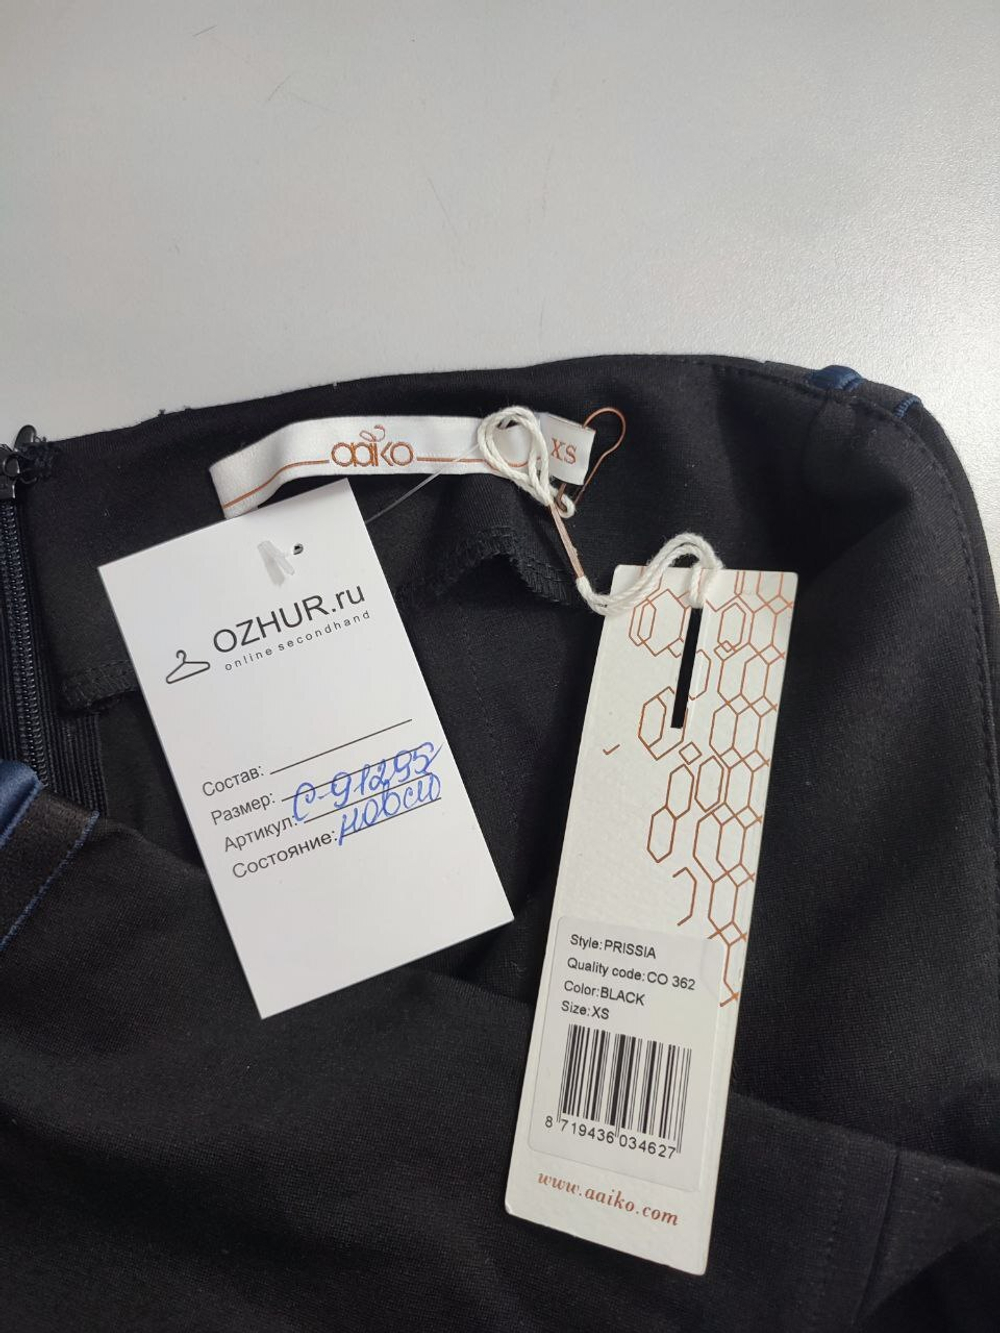 aaiko
XS
OZHUR.ru
online secondhand
Состав:
Размер:
Артикул: С-91295
Состояние:
Style:PRISSIA
Quality code:CO 362
Color:BLACK
Size:XS
8 719436 034627
www.aaiko.com